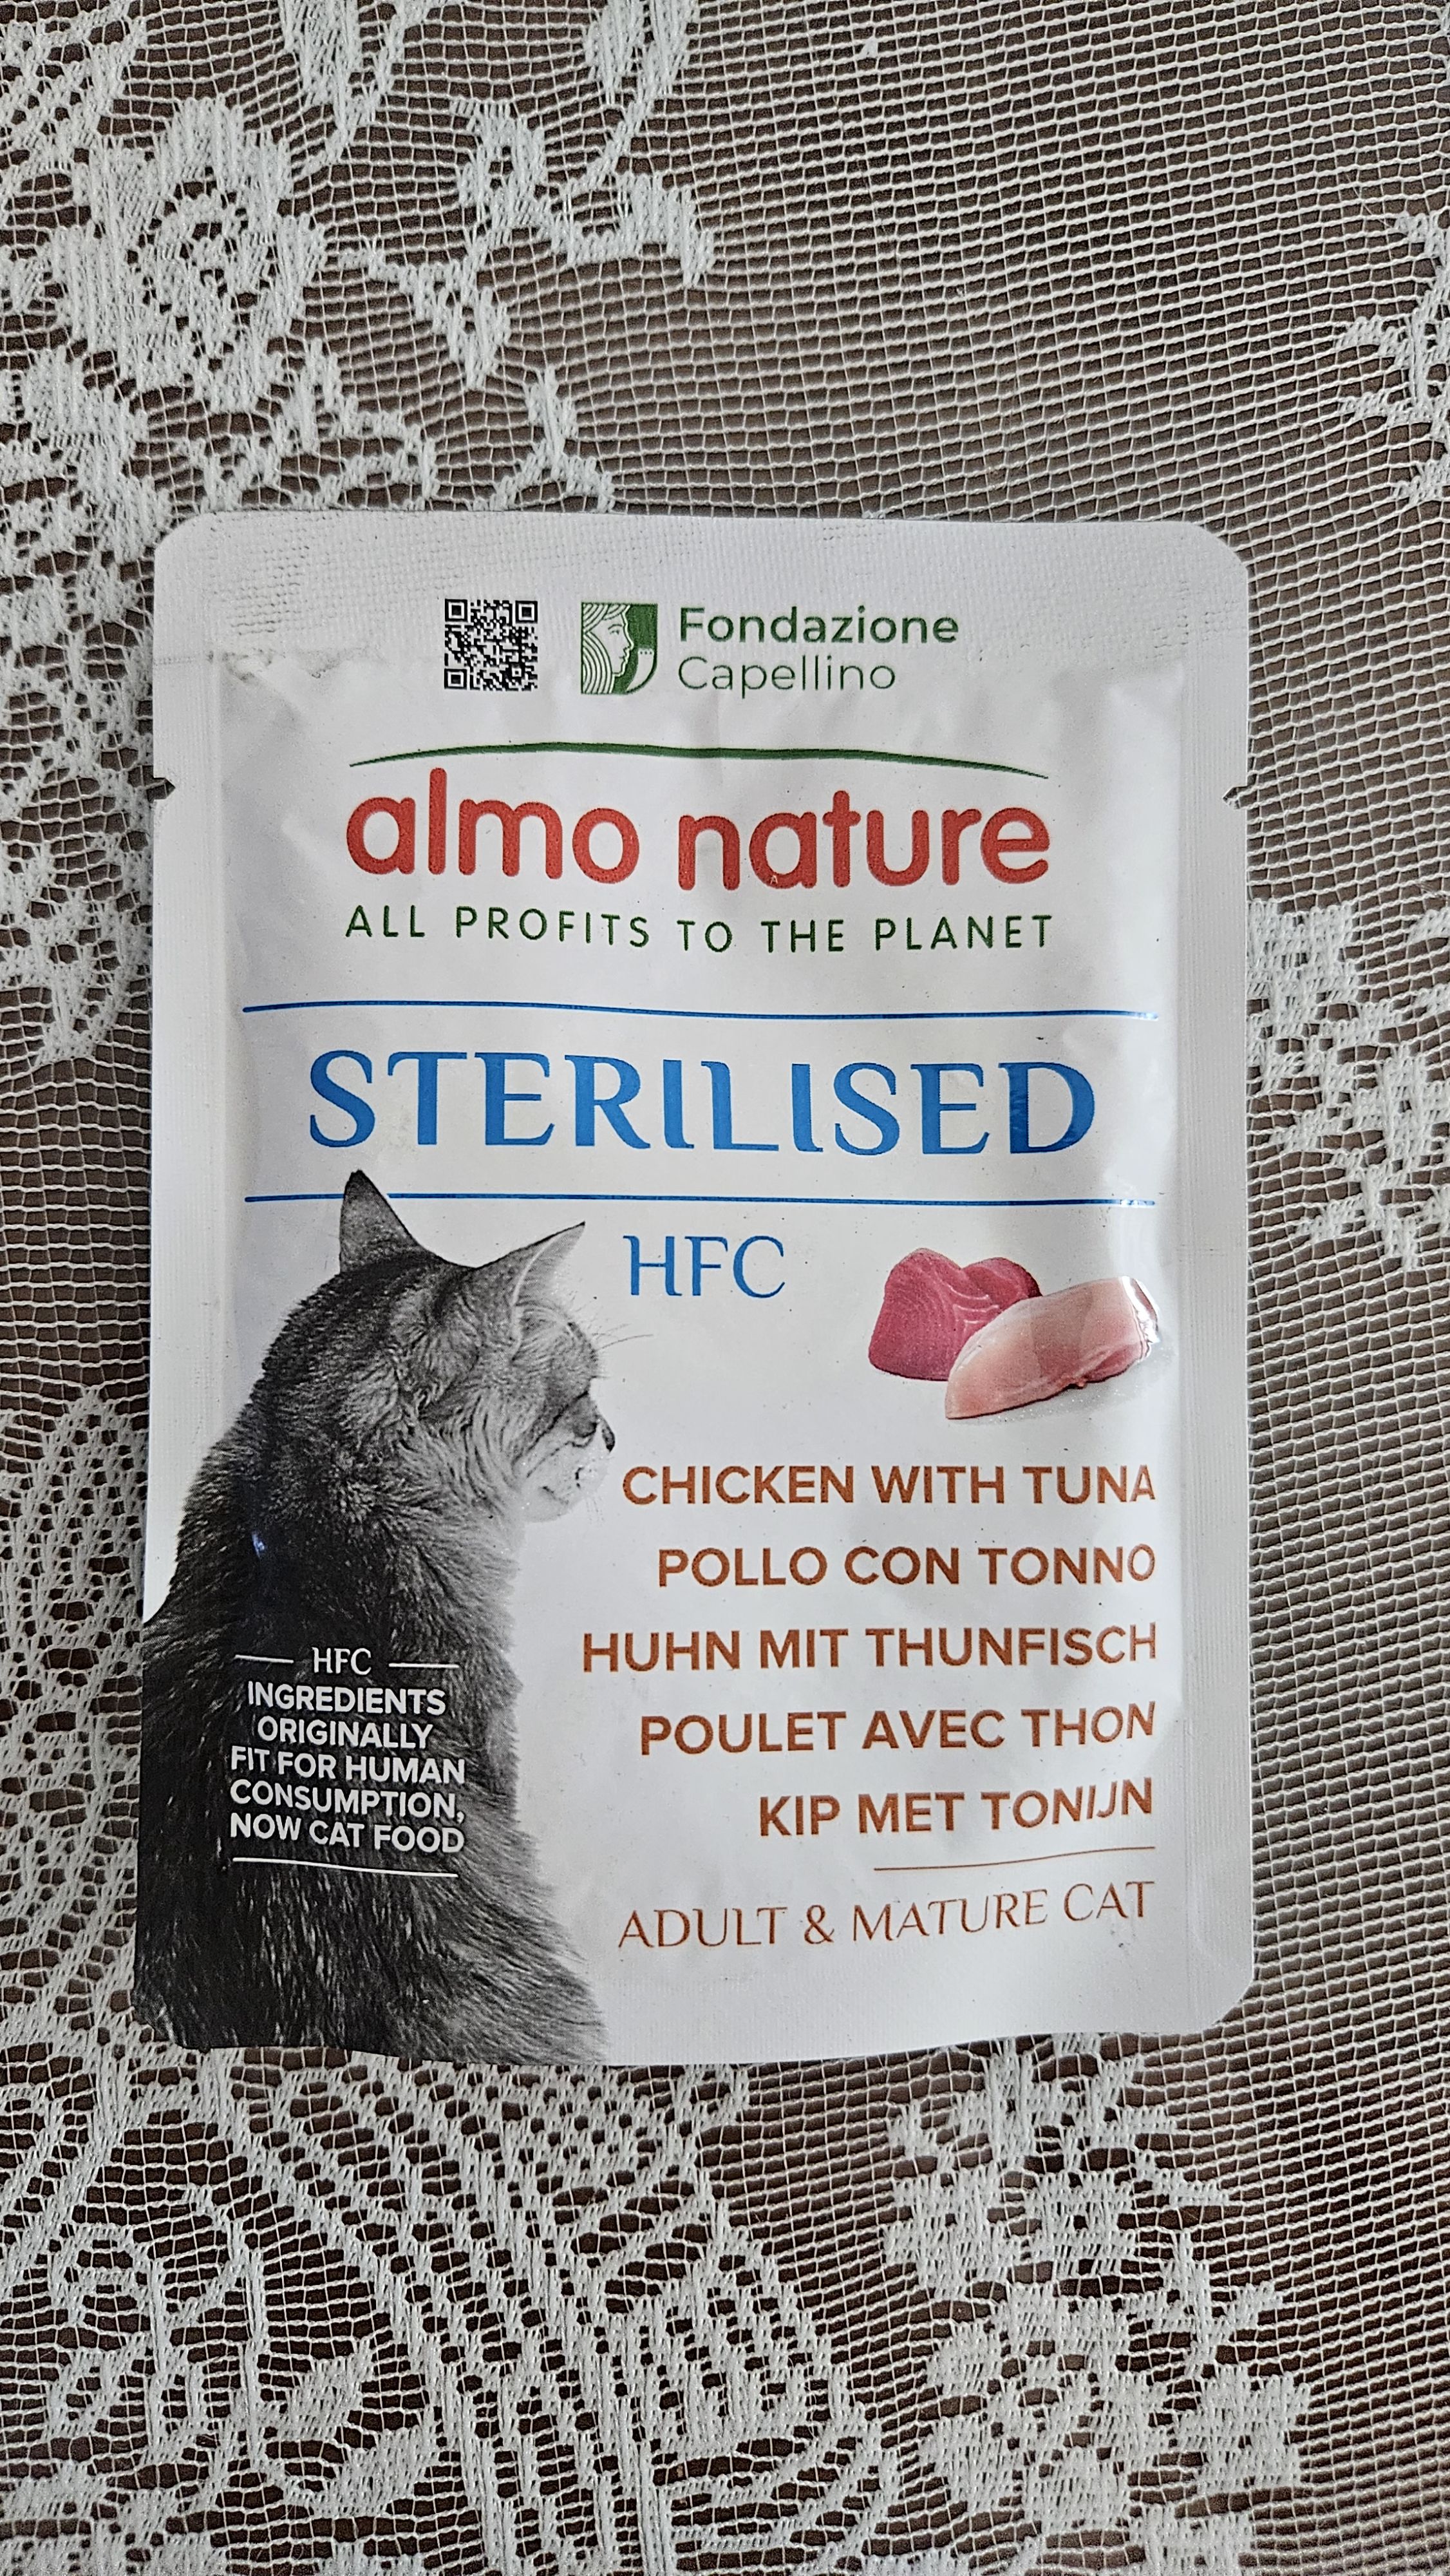 Fondazione
Capellino
almo nature
ALL PROFITS TO THE PLANET
STERILISED
HFC
CHICKEN WITH TUNA
POLLO CON TONNO
HUHN MIT THUNFISCH
POULET AVEC THON
KIP MET TONIJN
ADULT & MATURE CAT
HFC
INGREDIENTS
ORIGINALLY
FIT FOR HUMAN
CONSUMPTION,
NOW CAT FOOD